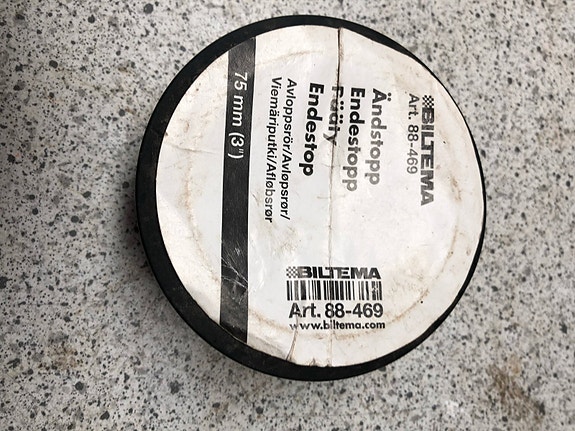 BILTEMA
Art. 88-469
Ändstopp
Endestopp
Pääty
Endestop
Avloppsrör/Avløpsrør/
Viemäriputki/Afløbsrør
75 mm (3")
BILTEMA
Art. 88-469
www.biltema.com